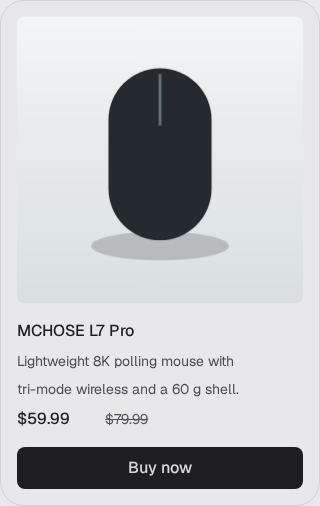 MCHOSE L7 Pro
Lightweight 8K polling mouse with
tri-mode wireless and a 60 g shell.
$59.99 $79.99
Buy now